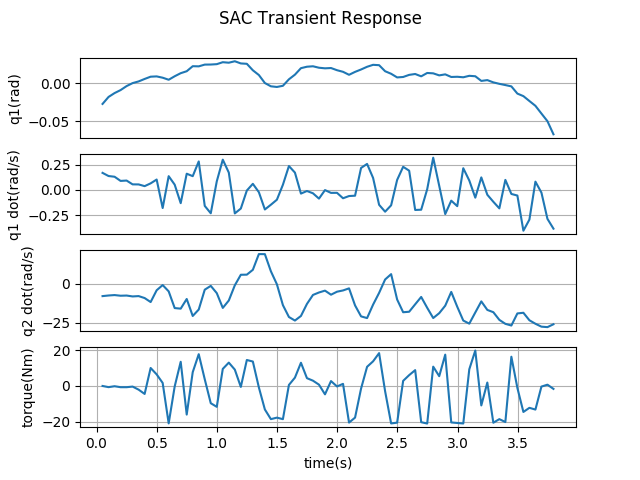 SAC Transient Response
q1(rad)
0.00
−0.05
q1 dot(rad/s)
0.25
0.00
−0.25
q2 dot(rad/s)
0
−25
torque(Nm)
20
0
−20
0.0 0.5 1.0 1.5 2.0 2.5 3.0 3.5
time(s)